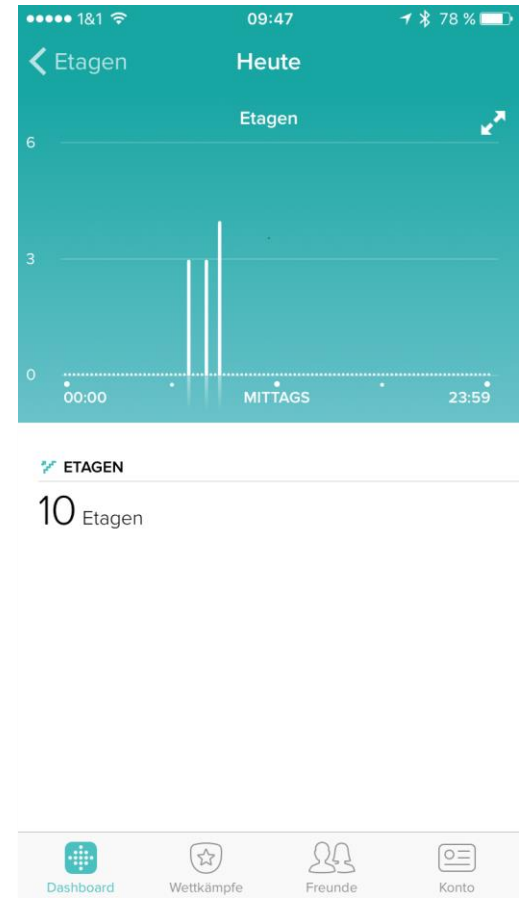 1&1 09:47 78 %
Etagen Heute
Etagen
6
3
0
00:00 MITTAGS 23:59
ETAGEN
10 Etagen
Dashboard Wettkämpfe Freunde Konto